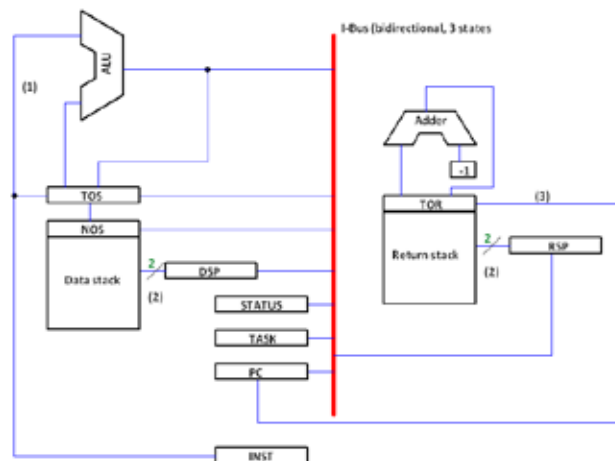 I-Bus (bidirectional, 3 states
ALU
(1)
Adder
-1
TOS
TOR
(3)
NOS
2
RSP
Return stack
(2)
2
DSP
Data stack
(2)
STATUS
TASK
PC
INST